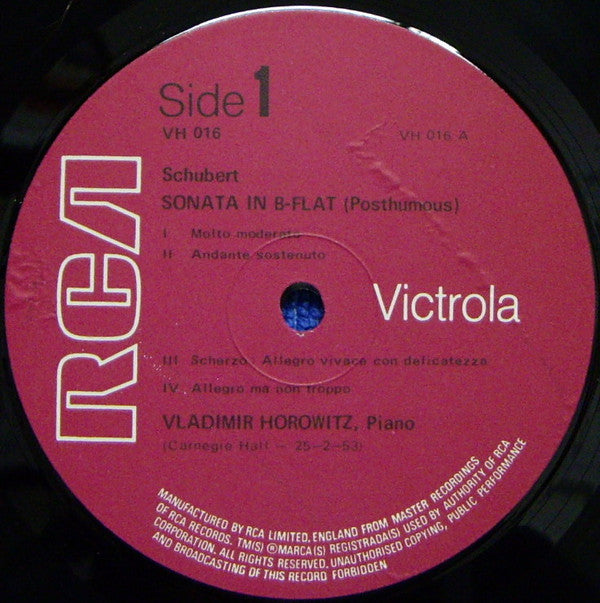 Side 1
VH 016
VH 016 A
Schubert
SONATA IN B-FLAT (Posthumous)
I Molto moderato
II Andante sostenuto
RCA
Victrola
III Scherzo: Allegro vivace con delicatezza
IV Allegro ma non troppo
VLADIMIR HOROWITZ, Piano
(Carnegie Hall — 25-2-53)
MANUFACTURED BY RCA LIMITED, ENGLAND FROM MASTER RECORDINGS
OF RCA RECORDS. TM(S) ® MARCA(S) REGISTRADA(S) USED BY AUTHORITY OF RCA
CORPORATION. ALL RIGHTS RESERVED. UNAUTHORISED COPYING, PUBLIC PERFORMANCE
AND BROADCASTING OF THIS RECORD FORBIDDEN